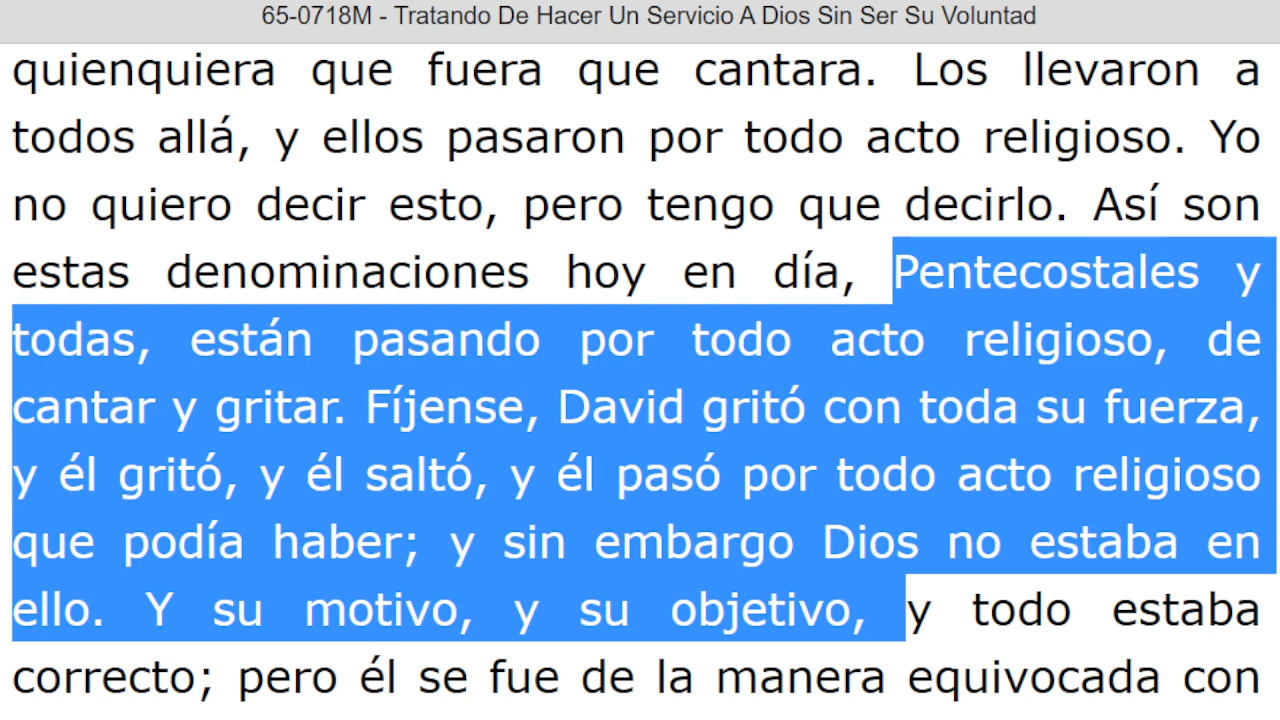 65-0718M - Tratando De Hacer Un Servicio A Dios Sin Ser Su Voluntad
quienquiera que fuera que cantara. Los llevaron a
todos allá, y ellos pasaron por todo acto religioso. Yo
no quiero decir esto, pero tengo que decirlo. Así son
estas denominaciones hoy en día, Pentecostales y
todas, están pasando por todo acto religioso, de
cantar y gritar. Fíjense, David gritó con toda su fuerza,
y él gritó, y él saltó, y él pasó por todo acto religioso
que podía haber; y sin embargo Dios no estaba en
ello. Y su motivo, y su objetivo, y todo estaba
correcto; pero él se fue de la manera equivocada con